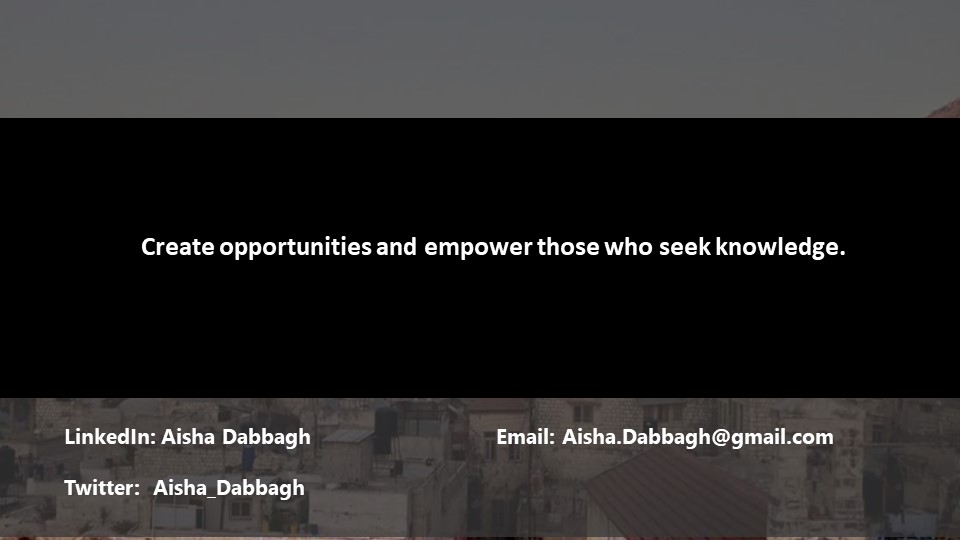 Create opportunities and empower those who seek knowledge.
LinkedIn: Aisha Dabbagh
Email: Aisha.Dabbagh@gmail.com
Twitter: Aisha_Dabbagh